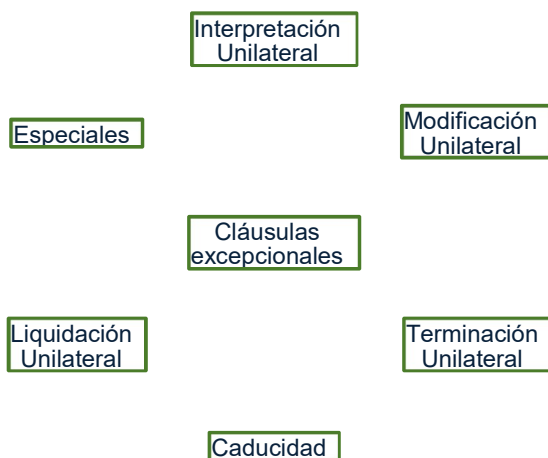 Interpretación
Unilateral
Especiales
Modificación
Unilateral
Cláusulas
excepcionales
Liquidación
Unilateral
Terminación
Unilateral
Caducidad